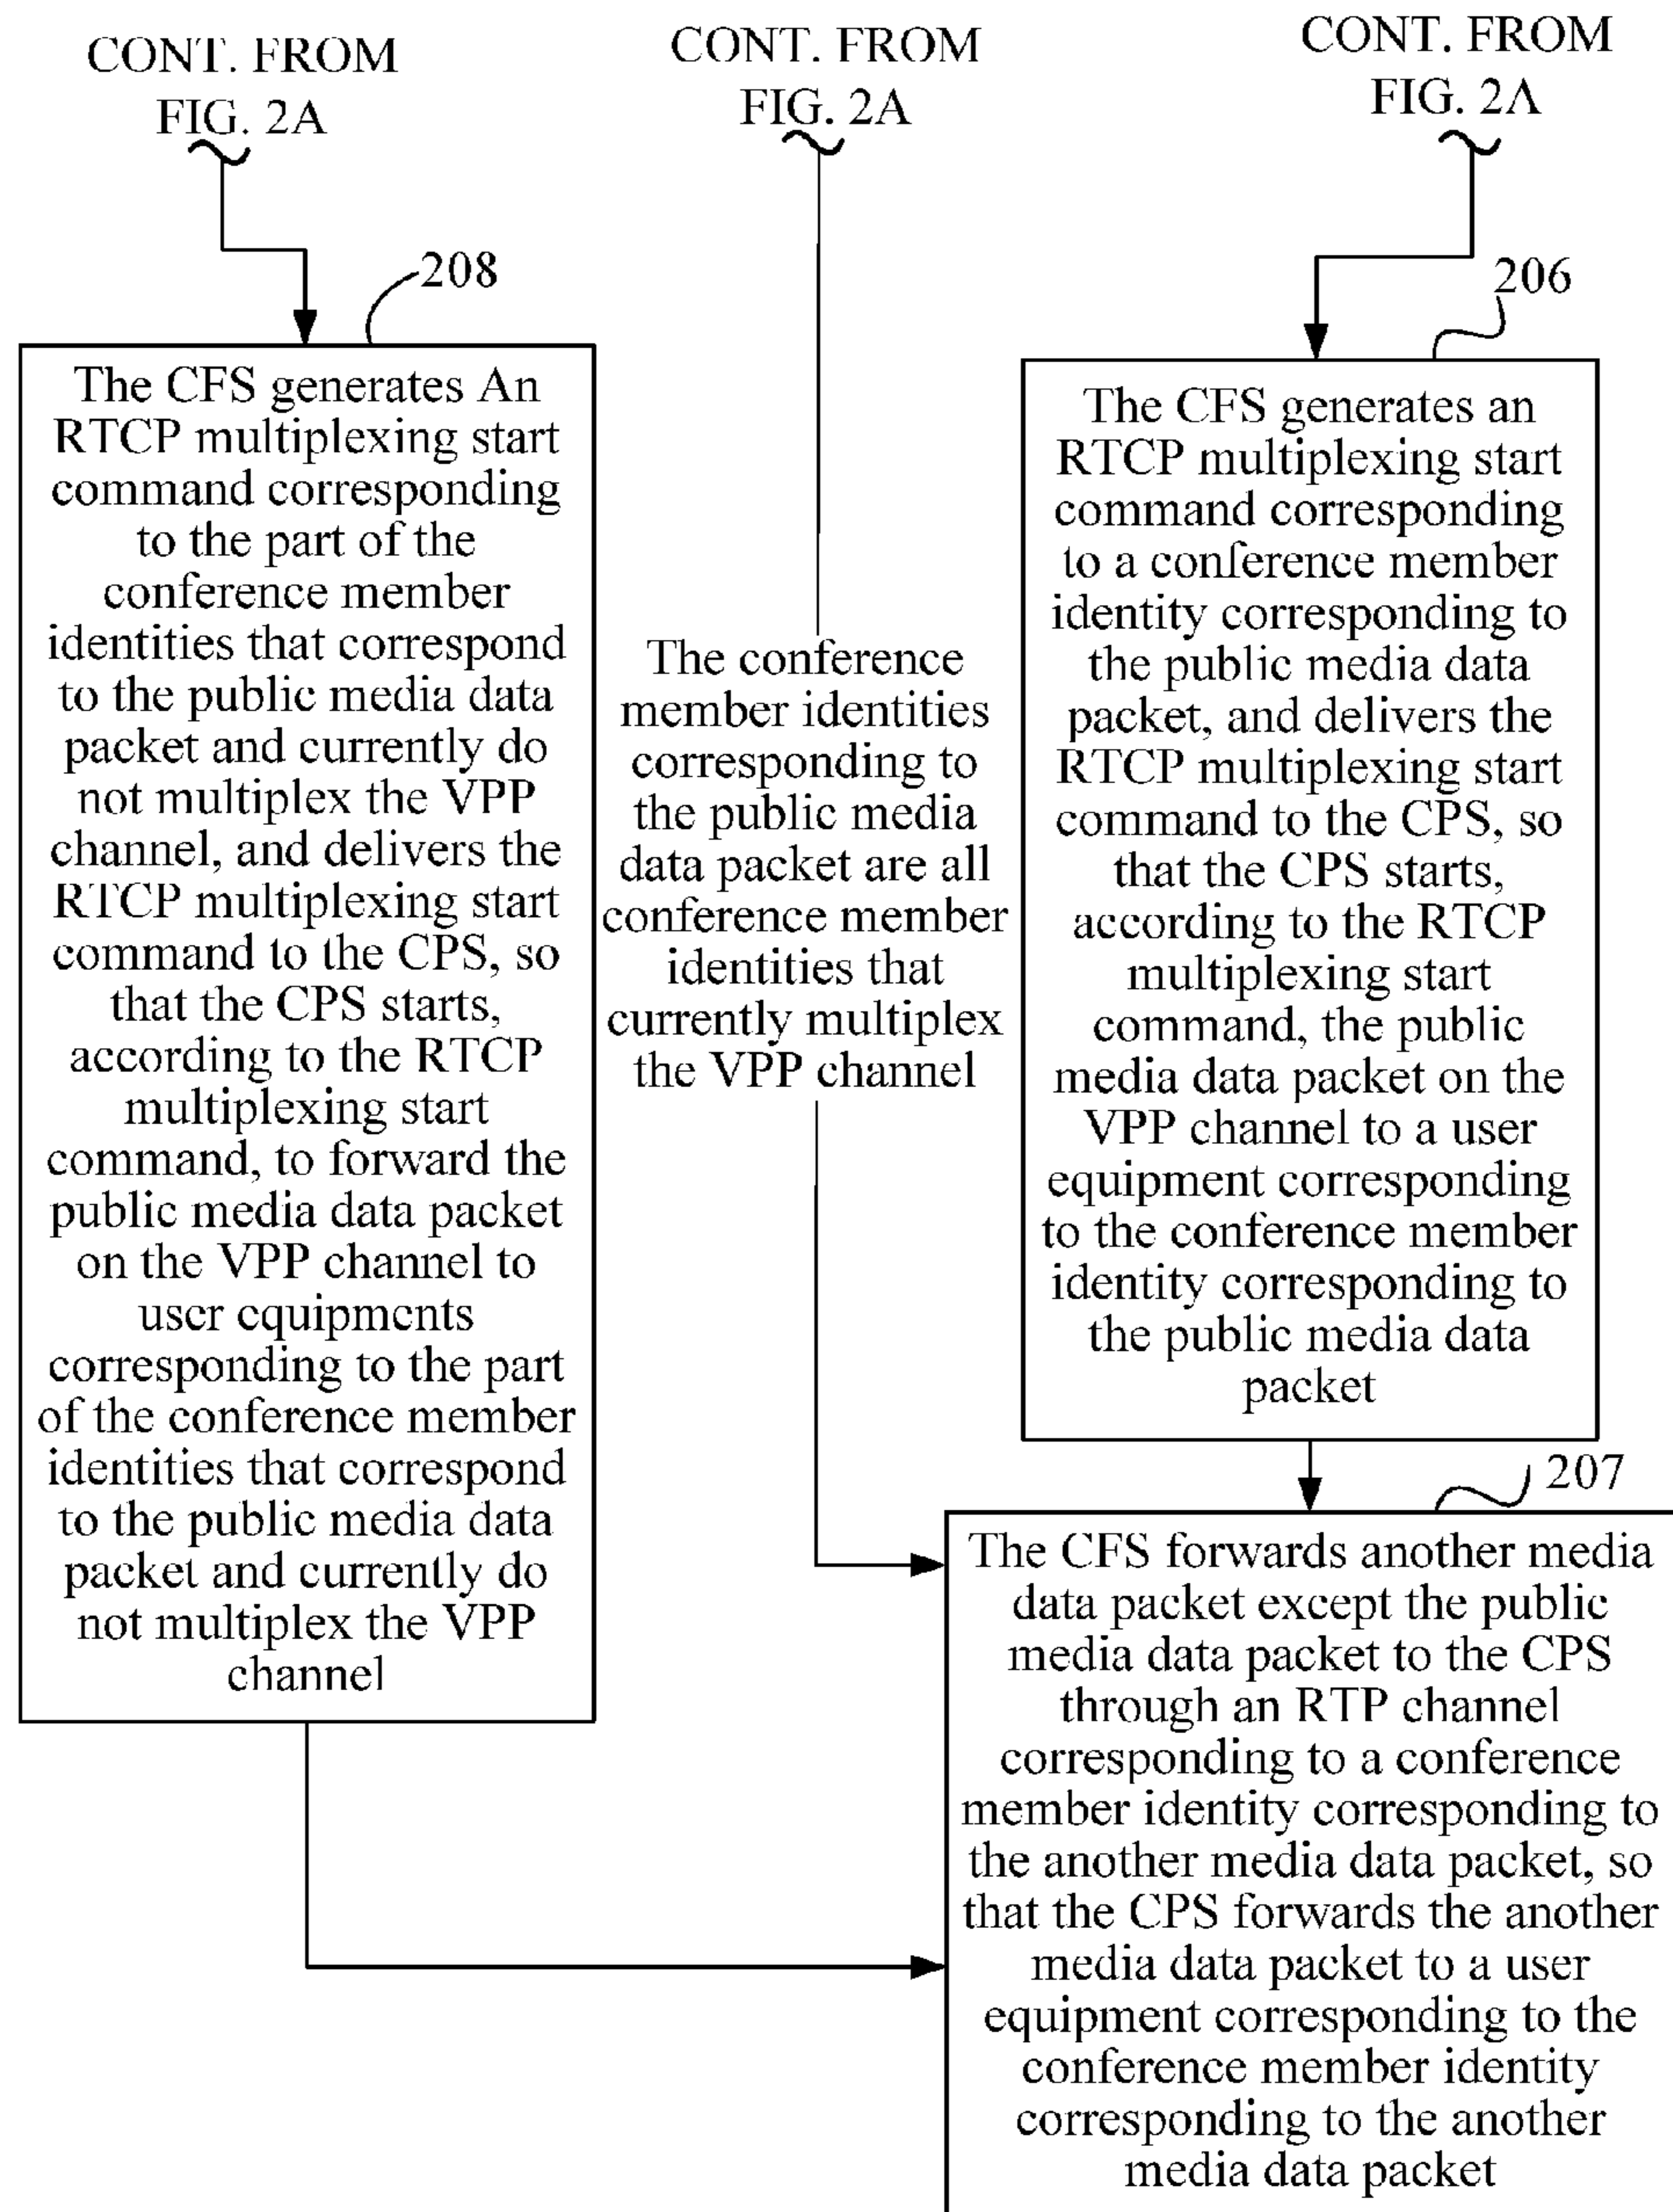 CONT. FROM
FIG. 2A
CONT. FROM
FIG. 2A
CONT. FROM
FIG. 2A
208
The CFS generates An
RTCP multiplexing start
command corresponding
to the part of the
conference member
identities that correspond
to the public media data
packet and currently do
not multiplex the VPP
channel, and delivers the
RTCP multiplexing start
command to the CPS, so
that the CPS starts,
according to the RTCP
multiplexing start
command, to forward the
public media data packet
on the VPP channel to
user equipments
corresponding to the part
of the conference member
identities that correspond
to the public media data
packet and currently do
not multiplex the VPP
channel
The conference
member identities
corresponding to
the public media
data packet are all
conference member
identities that
currently multiplex
the VPP channel
206
The CFS generates an
RTCP multiplexing start
command corresponding
to a conference member
identity corresponding to
the public media data
packet, and delivers the
RTCP multiplexing start
command to the CPS, so
that the CPS starts,
according to the RTCP
multiplexing start
command, the public
media data packet on the
VPP channel to a user
equipment corresponding
to the conference member
identity corresponding to
the public media data
packet
207
The CFS forwards another media
data packet except the public
media data packet to the CPS
through an RTP channel
corresponding to a conference
member identity corresponding to
the another media data packet, so
that the CPS forwards the another
media data packet to a user
equipment corresponding to the
conference member identity
corresponding to the another
media data packet